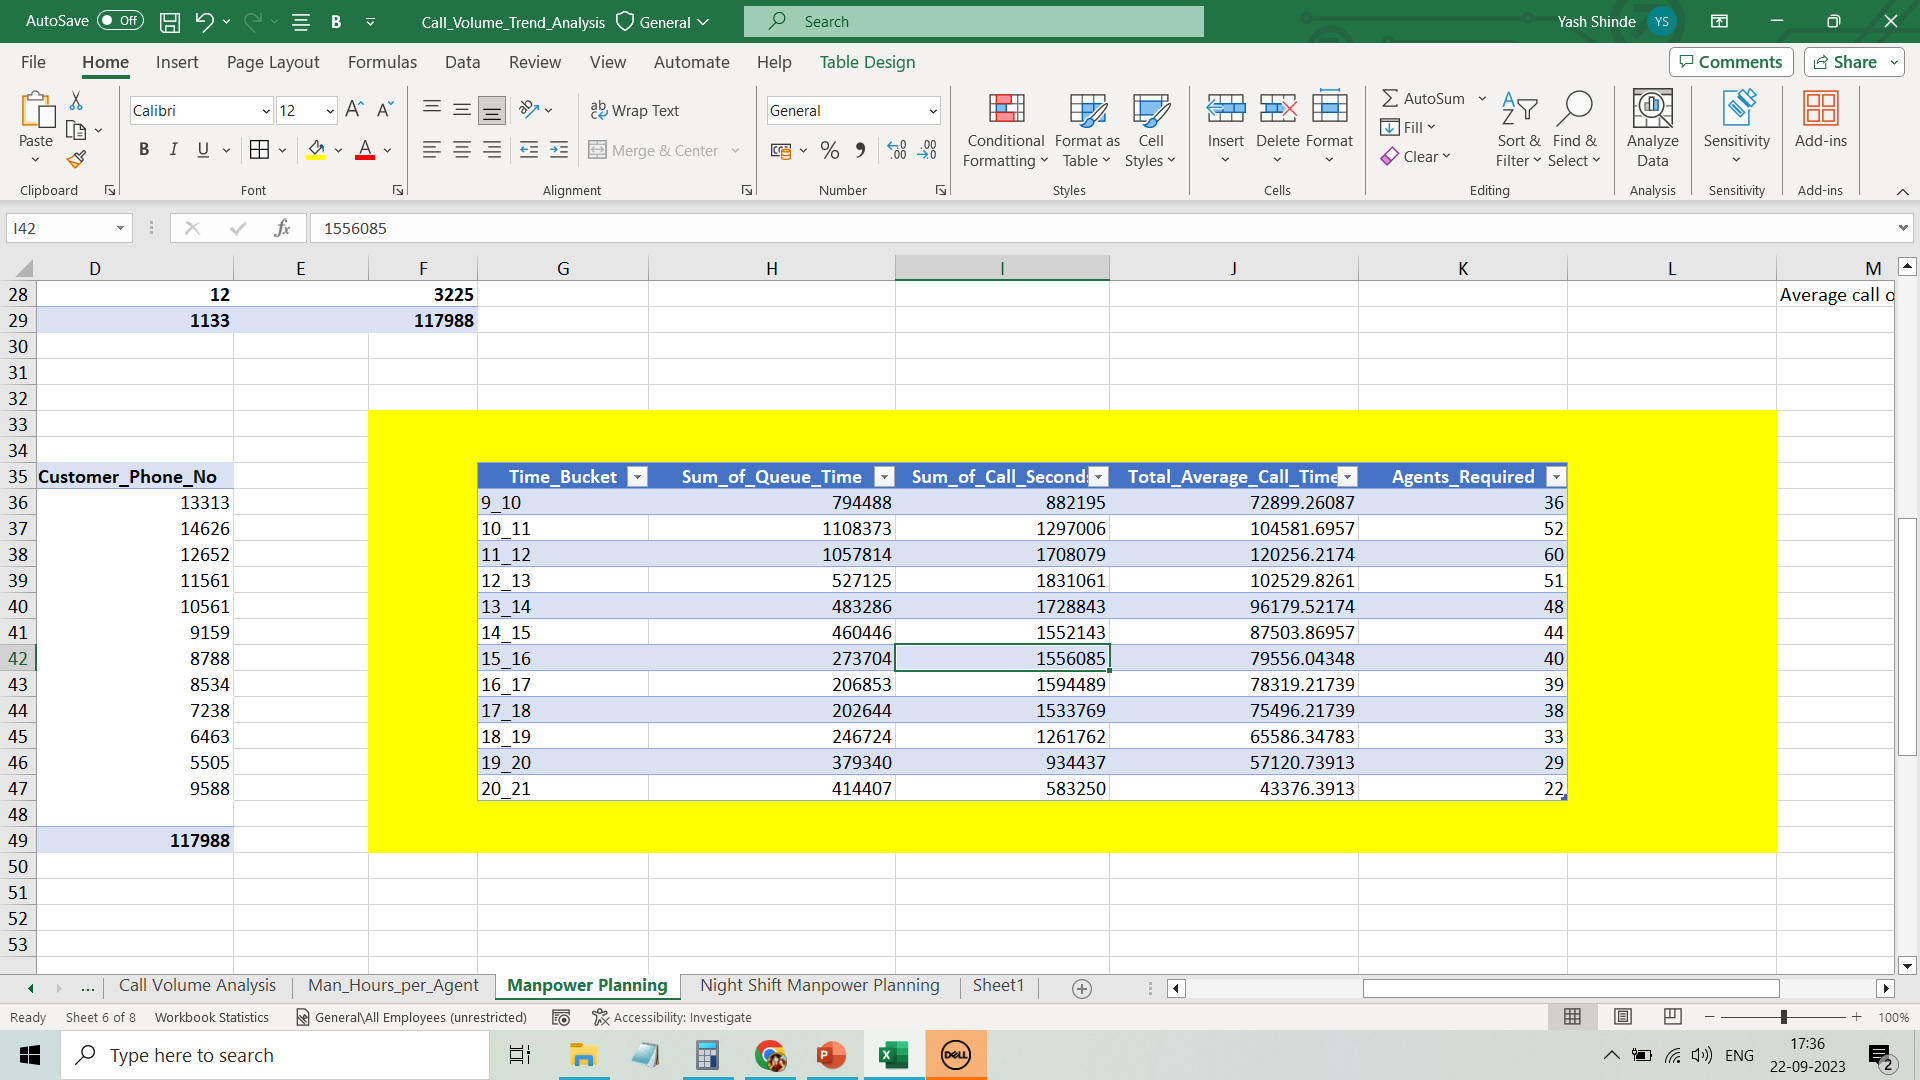 AutoSave Off B Call_Volume_Trend_Analysis General Search Yash Shinde YS
File Home Insert Page Layout Formulas Data Review View Automate Help Table Design Comments Share
Paste Calibri 12 A A ab Wrap Text General Conditional Formatting Format as Table Cell Styles Insert Delete Format AutoSum Fill Clear Sort & Filter Find & Select Analyze Data Sensitivity Add-ins
B I U A Merge & Center % 9 .00 .00
Clipboard Font Alignment Number Styles Cells Editing Analysis Sensitivity Add-ins
I42 fx 1556085
D E F G H I J K L M
28 12 3225 Average call o
29 1133 117988
30
31
32
33
34
35 Customer_Phone_No Time_Bucket Sum_of_Queue_Time Sum_of_Call_Seconds Total_Average_Call_Time Agents_Required
36 13313 9_10 794488 882195 72899.26087 36
37 14626 10_11 1108373 1297006 104581.6957 52
38 12652 11_12 1057814 1708079 120256.2174 60
39 11561 12_13 527125 1831061 102529.8261 51
40 10561 13_14 483286 1728843 96179.52174 48
41 9159 14_15 460446 1552143 87503.86957 44
42 8788 15_16 273704 1556085 79556.04348 40
43 8534 16_17 206853 1594489 78319.21739 39
44 7238 17_18 202644 1533769 75496.21739 38
45 6463 18_19 246724 1261762 65586.34783 33
46 5505 19_20 379340 934437 57120.73913 29
47 9588 20_21 414407 583250 43376.3913 22
48
49 117988
50
51
52
53
... Call Volume Analysis Man_Hours_per_Agent Manpower Planning Night Shift Manpower Planning Sheet1
Ready Sheet 6 of 8 Workbook Statistics General\All Employees (unrestricted) Accessibility: Investigate 100%
Type here to search DELL ENG 17:36
22-09-2023 2